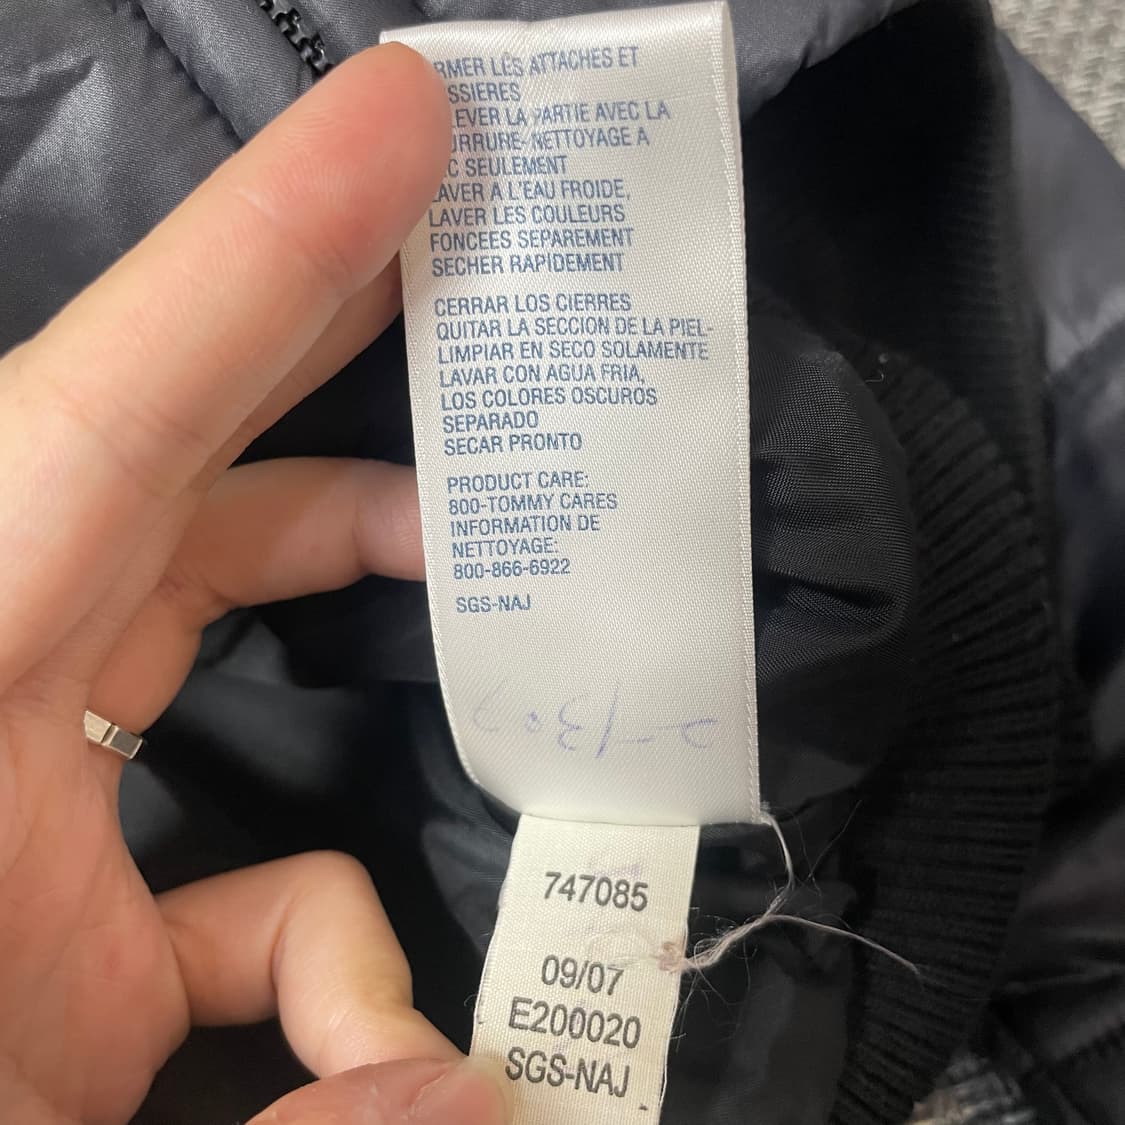 RMER LES ATTACHES ET
SSIERES
LEVER LA PARTIE AVEC LA
URRURE-NETTOYAGE A
C SEULEMENT
AVER A L'EAU FROIDE,
LAVER LES COULEURS
FONCEES SEPAREMENT
SECHER RAPIDEMENT
CERRAR LOS CIERRES
QUITAR LA SECCION DE LA PIEL-
LIMPIAR EN SECO SOLAMENTE
LAVAR CON AGUA FRIA,
LOS COLORES OSCUROS
SEPARADO
SECAR PRONTO
PRODUCT CARE:
800-TOMMY CARES
INFORMATION DE
NETTOYAGE:
800-866-6922
SGS-NAJ
747085
09/07
E200020
SGS-NAJ